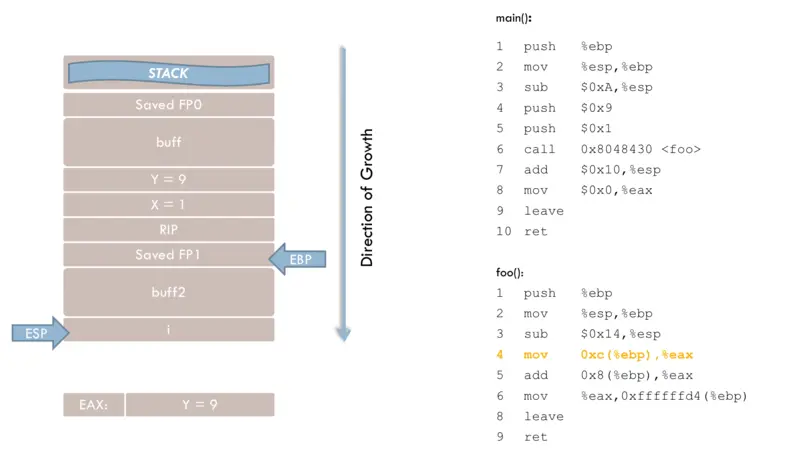 STACK
Saved FP0
buff
Y = 9
X = 1
RIP
Saved FP1
EBP
buff2
ESP
i
EAX:
Y = 9
Direction of Growth
main():
1 push %ebp
2 mov %esp,%ebp
3 sub $0xA,%esp
4 push $0x9
5 push $0x1
6 call 0x8048430 <foo>
7 add $0x10,%esp
8 mov $0x0,%eax
9 leave
10 ret
foo():
1 push %ebp
2 mov %esp,%ebp
3 sub $0x14,%esp
4 mov 0xc(%ebp),%eax
5 add 0x8(%ebp),%eax
6 mov %eax,0xffffffd4(%ebp)
8 leave
9 ret